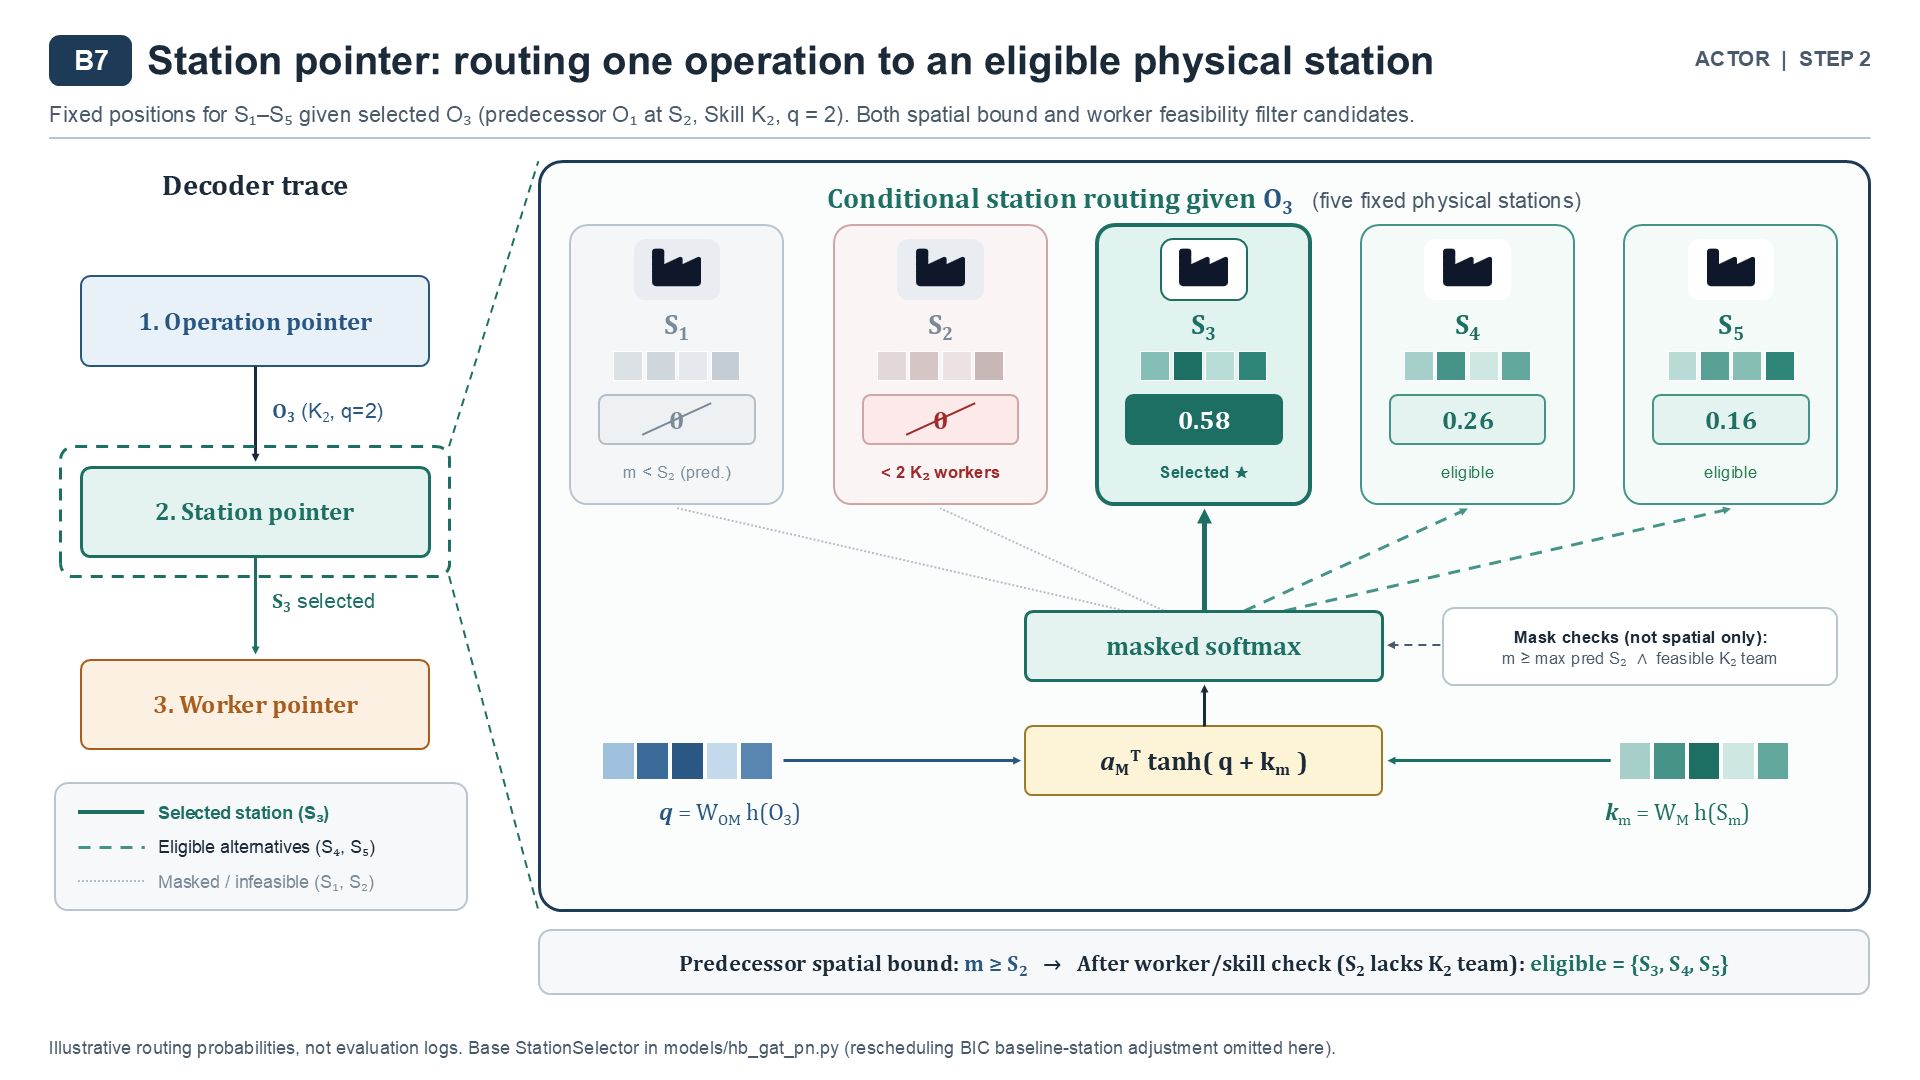 B7
Station pointer: routing one operation to an eligible physical station
ACTOR | STEP 2
Fixed positions for S₁–S₅ given selected O₃ (predecessor O₁ at S₂, Skill K₂, q = 2). Both spatial bound and worker feasibility filter candidates.
Decoder trace
1. Operation pointer
O₃ (K₂, q=2)
2. Station pointer
S₃ selected
3. Worker pointer
Selected station (S₃)
Eligible alternatives (S₄, S₅)
Masked / infeasible (S₁, S₂)
Conditional station routing given O₃ (five fixed physical stations)
S₁
0
m < S₂ (pred.)
S₂
0
< 2 K₂ workers
S₃
0.58
Selected ★
S₄
0.26
eligible
S₅
0.16
eligible
masked softmax
Mask checks (not spatial only):
m ≥ max pred S₂ ∧ feasible K₂ team
a_M^T tanh( q + k_m )
q = W_OM h(O₃)
k_m = W_M h(S_m)
Predecessor spatial bound: m ≥ S₂ → After worker/skill check (S₂ lacks K₂ team): eligible = {S₃, S₄, S₅}
Illustrative routing probabilities, not evaluation logs. Base StationSelector in models/hb_gat_pn.py (rescheduling BIC baseline-station adjustment omitted here).